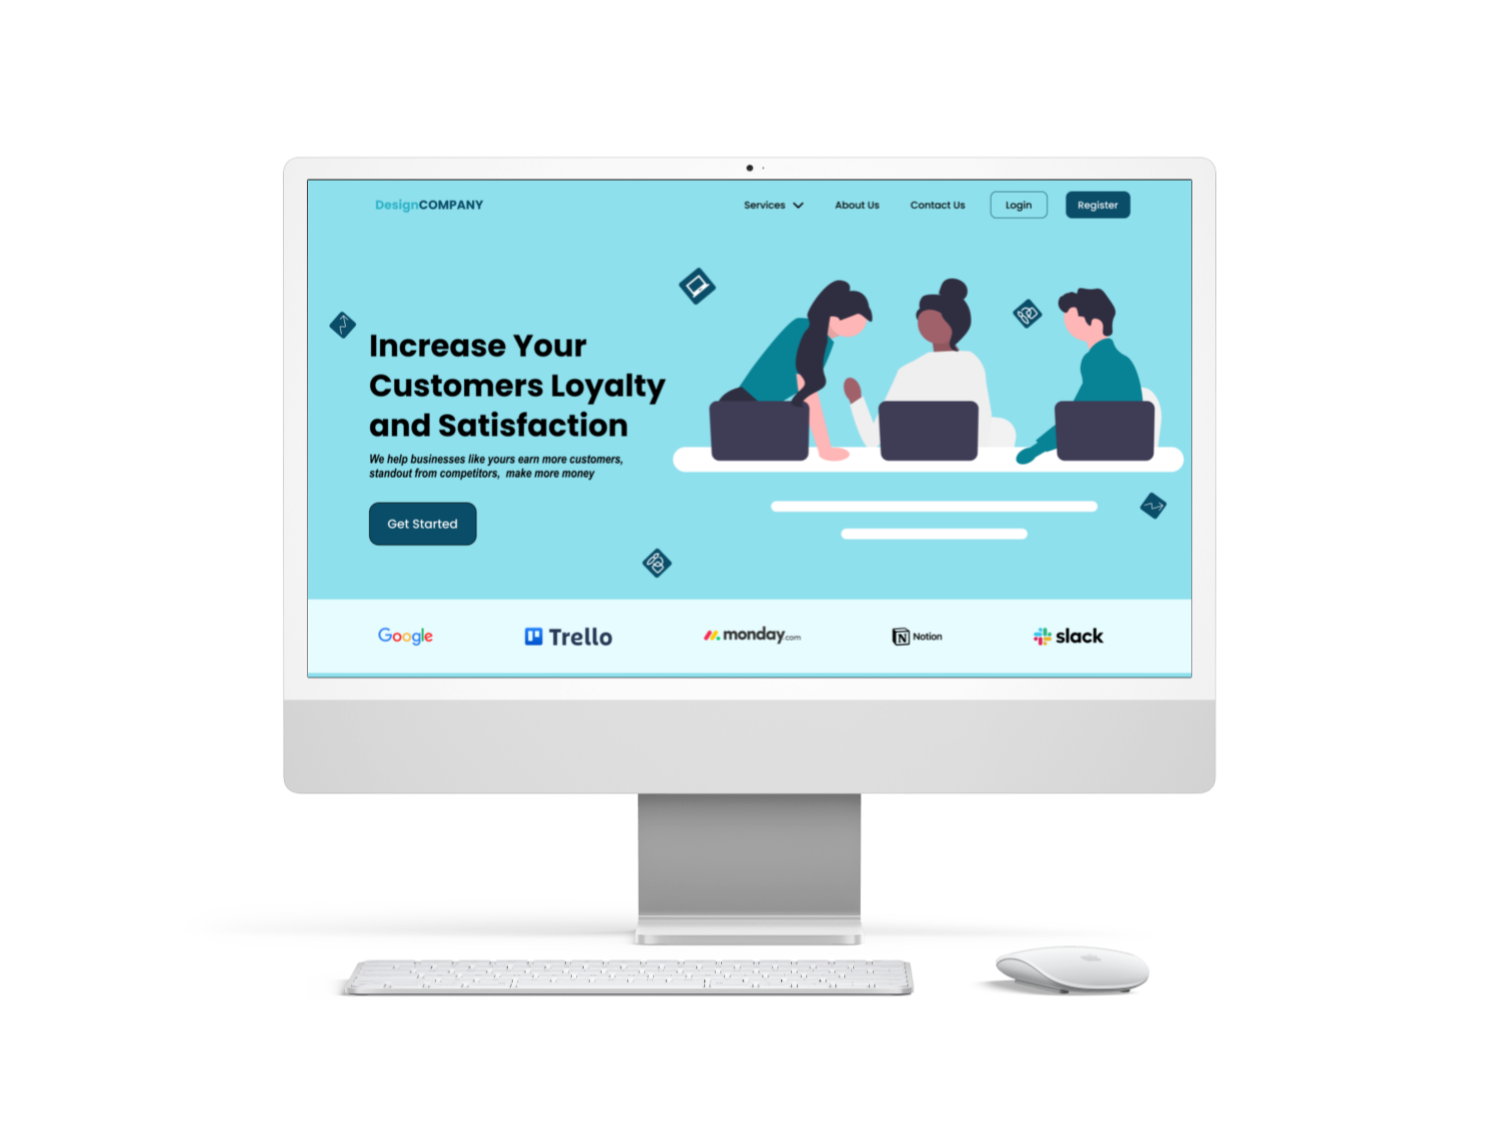 DesignCOMPANY
Services
About Us
Contact Us
Login
Register
Increase Your
Customers Loyalty
and Satisfaction
We help businesses like yours earn more customers,
standout from competitors,  make more money
Get Started
Google
Trello
monday.com
Notion
slack